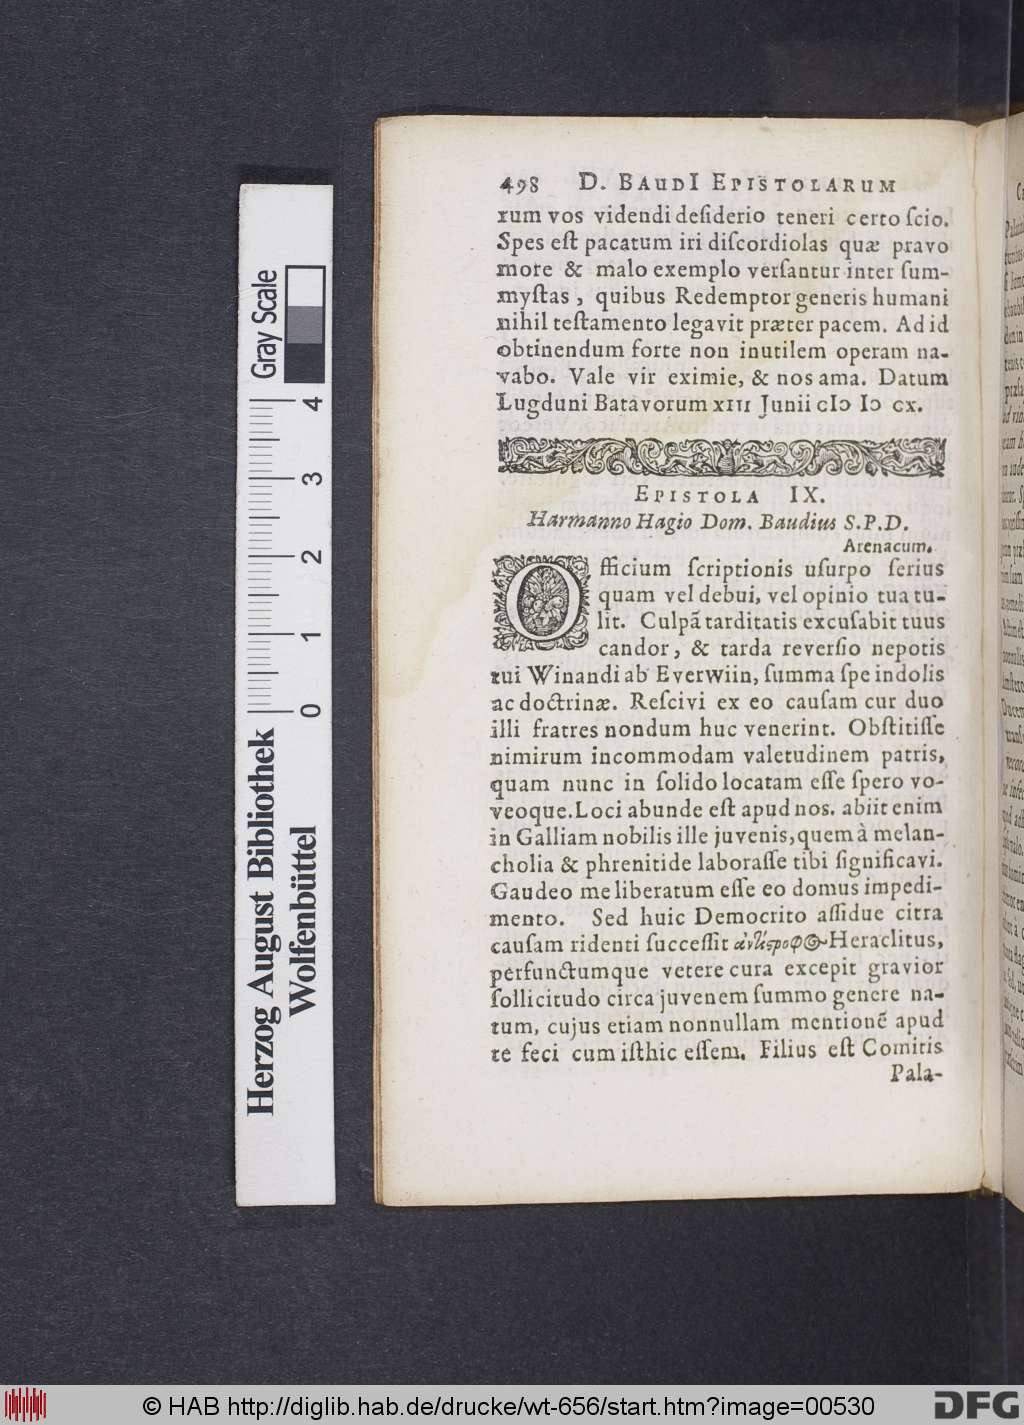 498 D. BAUDI EPISTOLARUM
rum vos videndi desiderio teneri certo scio.
Spes est pacatum iri discordiolas quæ pravo
more & malo exemplo versantur inter sum-
mystas, quibus Redemptor generis humani
nihil testamento legavit præter pacem. Ad id
obtinendum forte non inutilem operam na-
vabo. Vale vir eximie, & nos ama. Datum
Lugduni Batavorum XIII Junii cIↄ Iↄ cx.
EPISTOLA IX.
Harmanno Hagio Dom. Baudius S.P.D.
Arenacum.
Officium scriptionis usurpo serius
quam vel debui, vel opinio tua tu-
lit. Culpã tarditatis excusabit tuus
candor, & tarda reversio nepotis
tui Winandi ab Everwiin, summa spe indolis
ac doctrinæ. Rescivi ex eo causam cur duo
illi fratres nondum huc venerint. Obstitisse
nimirum incommodam valetudinem patris,
quam nunc in solido locatam esse spero vo-
veoque. Loci abunde est apud nos. abiit enim
in Galliam nobilis ille juvenis, quem à melan-
cholia & phrenitide laborasse tibi significavi.
Gaudeo me liberatum esse eo domus impedi-
mento. Sed huic Democrito assidue citra
causam ridenti successit ἀντίστροφος Heraclitus,
perfunctumque vetere cura excepit gravior
sollicitudo circa juvenem summo genere na-
tum, cujus etiam nonnullam mentionẽ apud
te feci cum isthic essem. Filius est Comitis
Pala-
Gray Scale
4
3
2
1
0
Herzog August Bibliothek
Wolfenbüttel
© HAB http://diglib.hab.de/drucke/wt-656/start.htm?image=00530
DFG